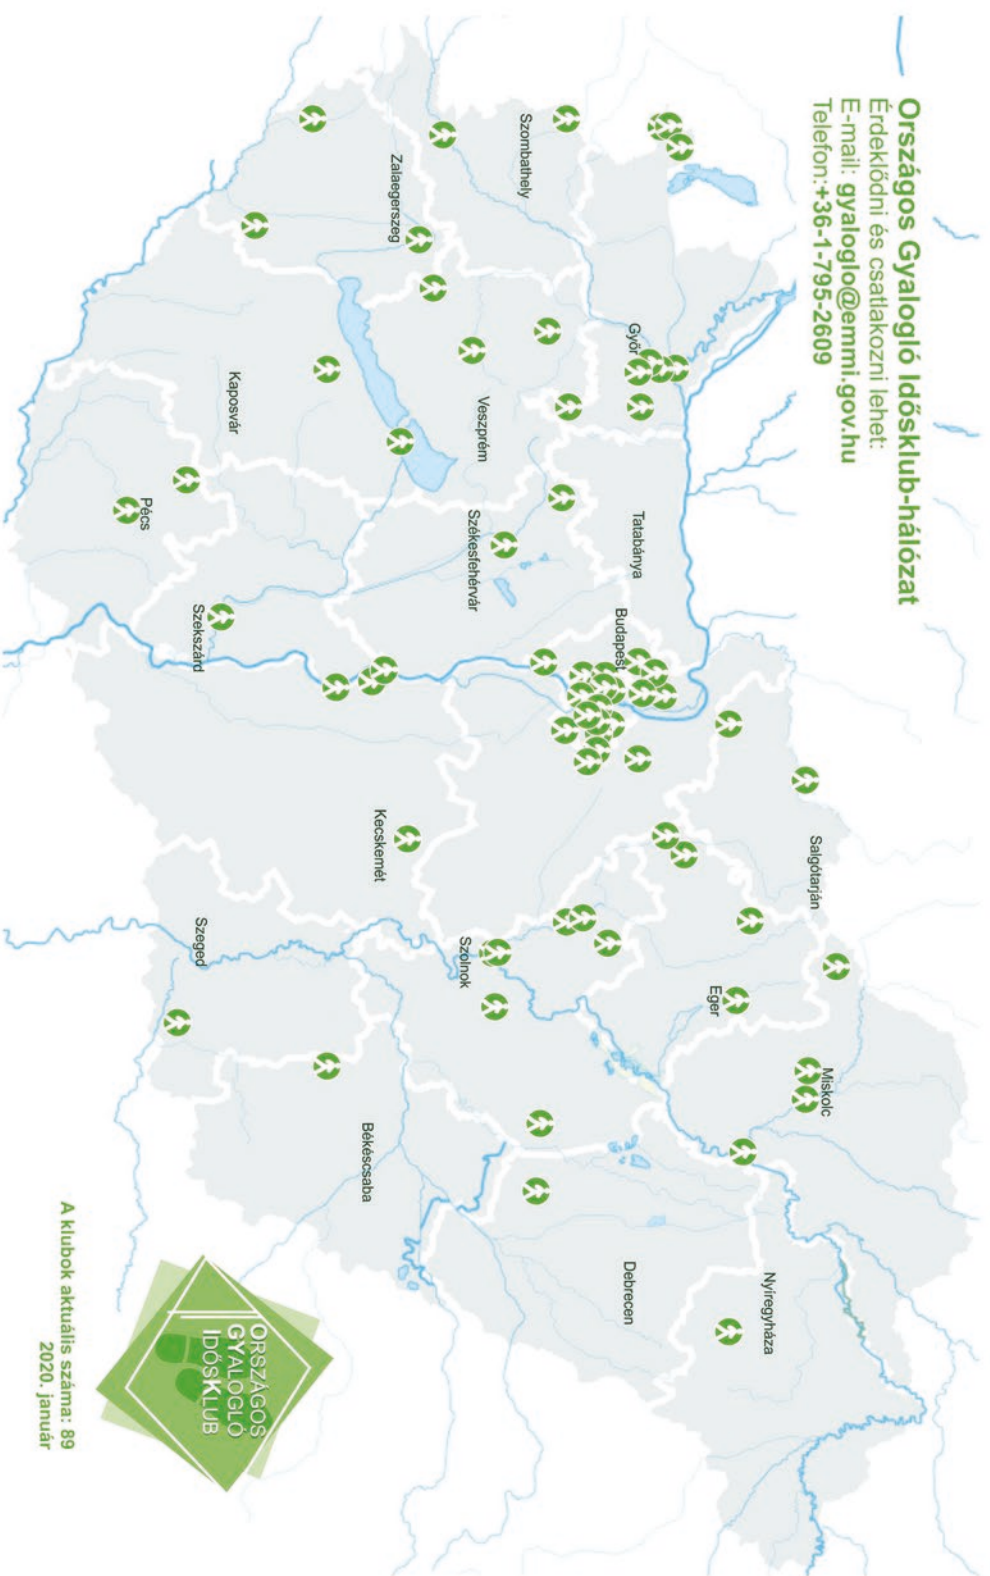 Országos Gyalogló Idősklub-hálózat
Érdeklődni és csatlakozni lehet:
E-mail: gyaloglo@emmi.gov.hu
Telefon:+36-1-795-2609
Salgótarján
Miskolc
Nyíregyháza
Eger
Győr
Tatabánya
Budapest
Debrecen
Szombathely
Veszprém
Székesfehérvár
Szolnok
Zalaegerszeg
Kecskemét
Békéscsaba
Kaposvár
Szekszárd
Szeged
Pécs
ORSZÁGOS
GYALOGLÓ
IDŐSKLUB
A klubok aktuális száma: 89
2020. január